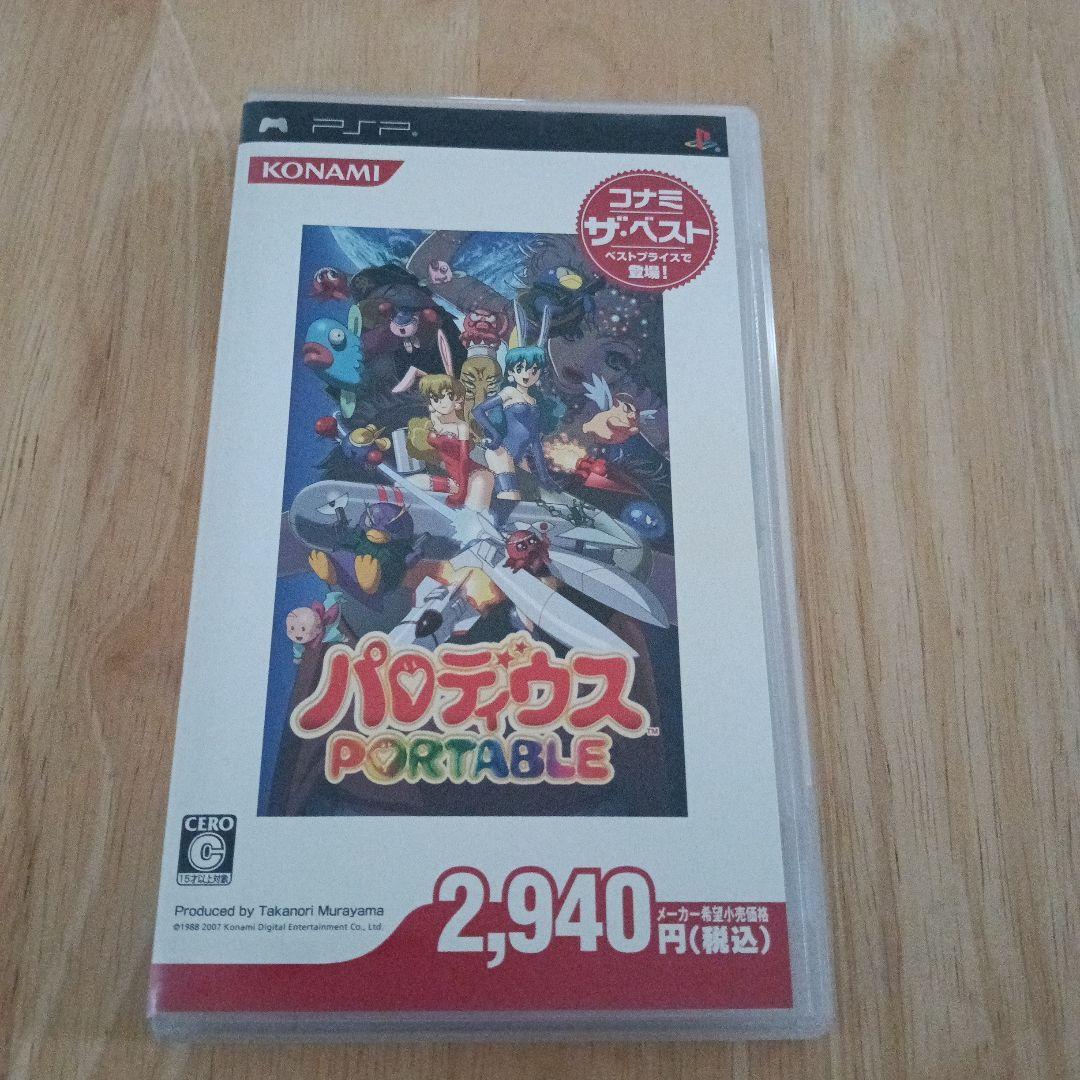 PSP
KONAMI
コナミ
ザ・ベスト
ベストプライスで
登場！
パロディウス
TM
PORTABLE
CERO
C
15才以上対象
Produced by Takanori Murayama
©1988 2007 Konami Digital Entertainment Co., Ltd.
2,940
メーカー希望小売価格
円(税込)